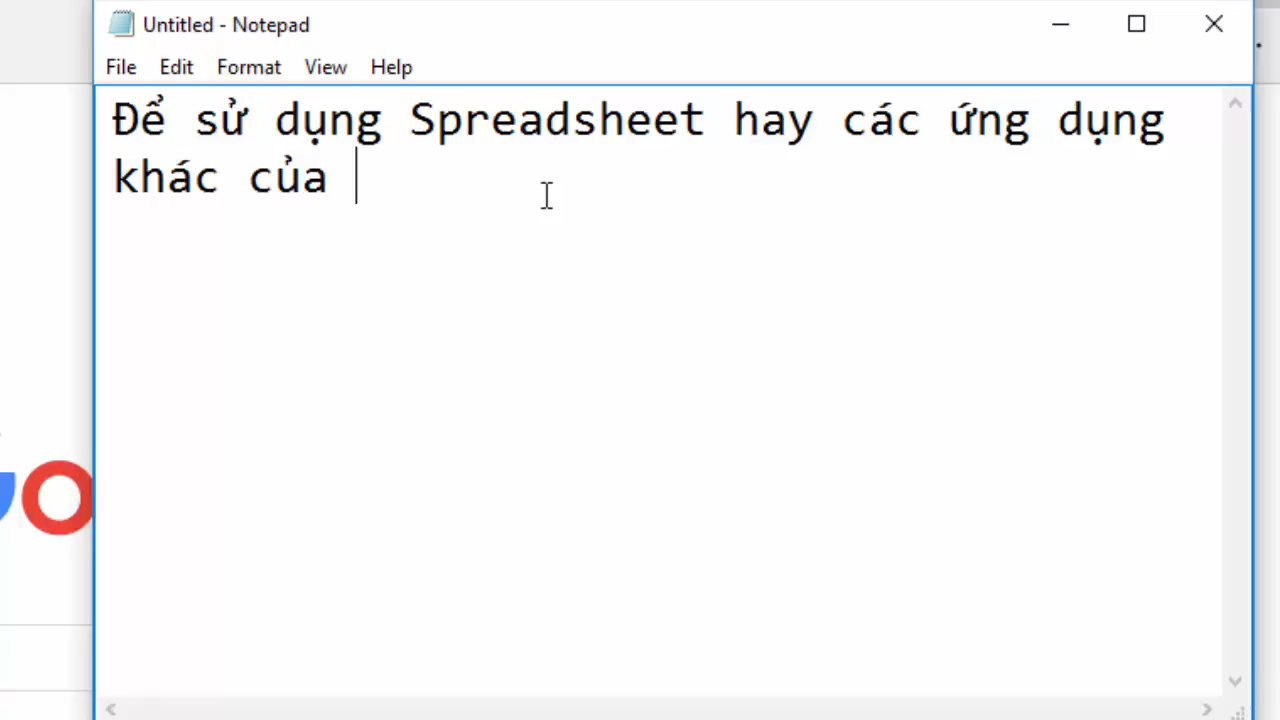 Untitled - Notepad
File Edit Format View Help
Để sử dụng Spreadsheet hay các ứng dụng
khác của